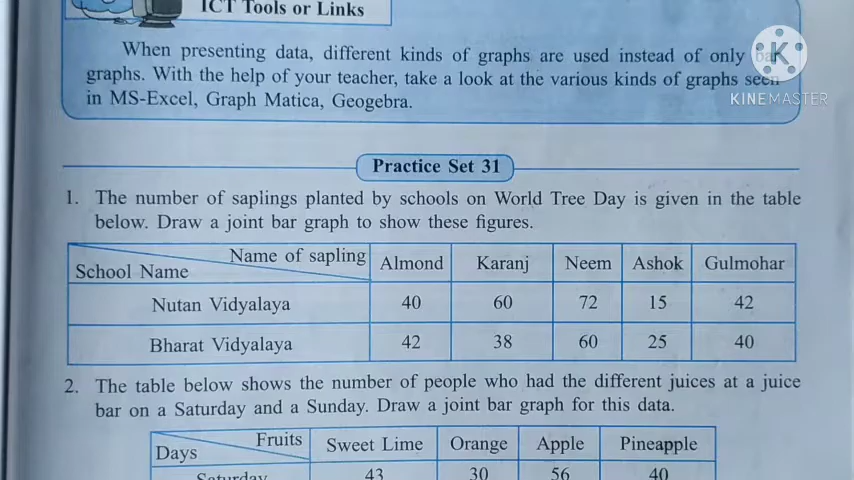 ICT Tools or Links
When presenting data, different kinds of graphs are used instead of only bar
graphs. With the help of your teacher, take a look at the various kinds of graphs seen
in MS-Excel, Graph Matica, Geogebra.
K
KINEMASTER
Practice Set 31
1. The number of saplings planted by schools on World Tree Day is given in the table
below. Draw a joint bar graph to show these figures.
Name of sapling Almond Karanj Neem Ashok Gulmohar
School Name
Nutan Vidyalaya 40 60 72 15 42
Bharat Vidyalaya 42 38 60 25 40
2. The table below shows the number of people who had the different juices at a juice
bar on a Saturday and a Sunday. Draw a joint bar graph for this data.
Fruits Sweet Lime Orange Apple Pineapple
Days
Saturday 43 30 56 40